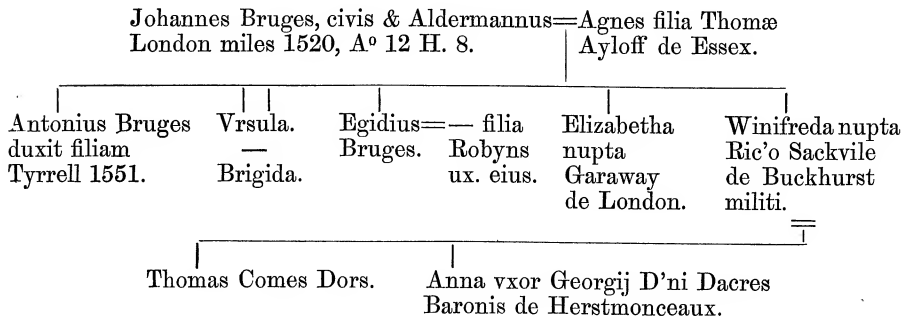 Johannes Bruges, civis & Aldermannus=Agnes filia Thomæ
London miles 1520, Aº 12 H. 8. Ayloff de Essex.
Antonius Bruges
duxit filiam
Tyrrell 1551.
Vrsula.
—
Brigida.
Egidius=— filia
Bruges. Robyns
ux. eius.
Elizabetha
nupta
Garaway
de London.
Winifreda nupta
Ric'o Sackvile
de Buckhurst
militi.
Thomas Comes Dors.
Anna vxor Georgij D'ni Dacres
Baronis de Herstmonceaux.